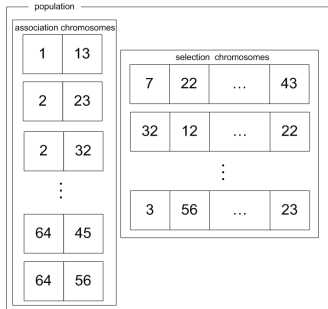 population
association chromosomes
1 13
2 23
2 32
⋮
64 45
64 56
selection chromosomes
7 22 … 43
32 12 … 22
⋮
3 56 … 23